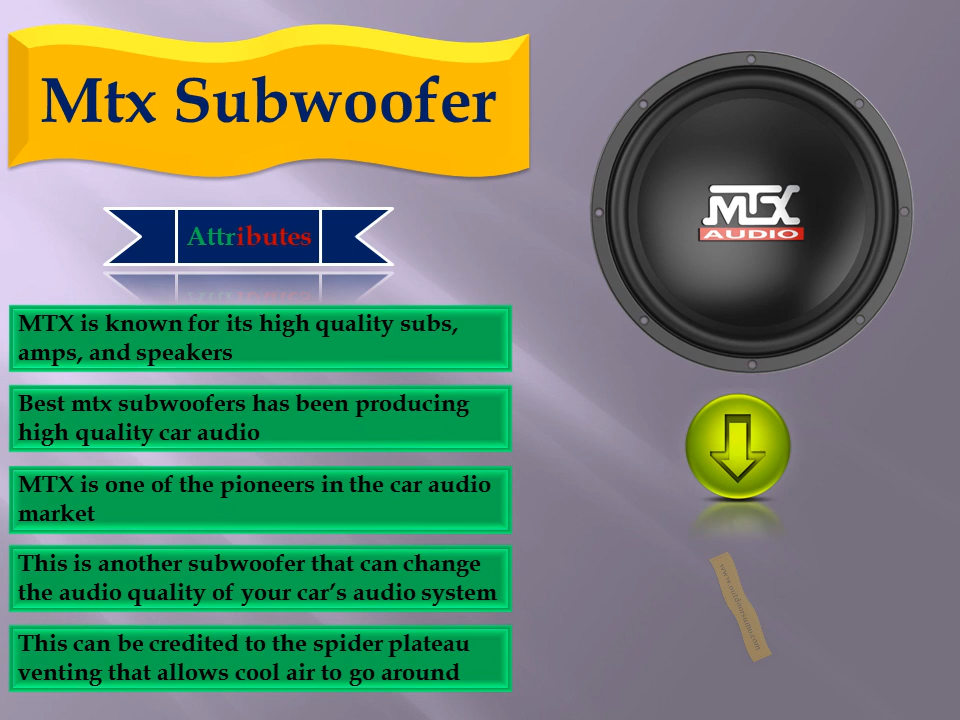 Mtx Subwoofer
Attributes
MTX is known for its high quality subs,
amps, and speakers
Best mtx subwoofers has been producing
high quality car audio
MTX is one of the pioneers in the car audio
market
This is another subwoofer that can change
the audio quality of your car’s audio system
This can be credited to the spider plateau
venting that allows cool air to go around
MTX
AUDIO